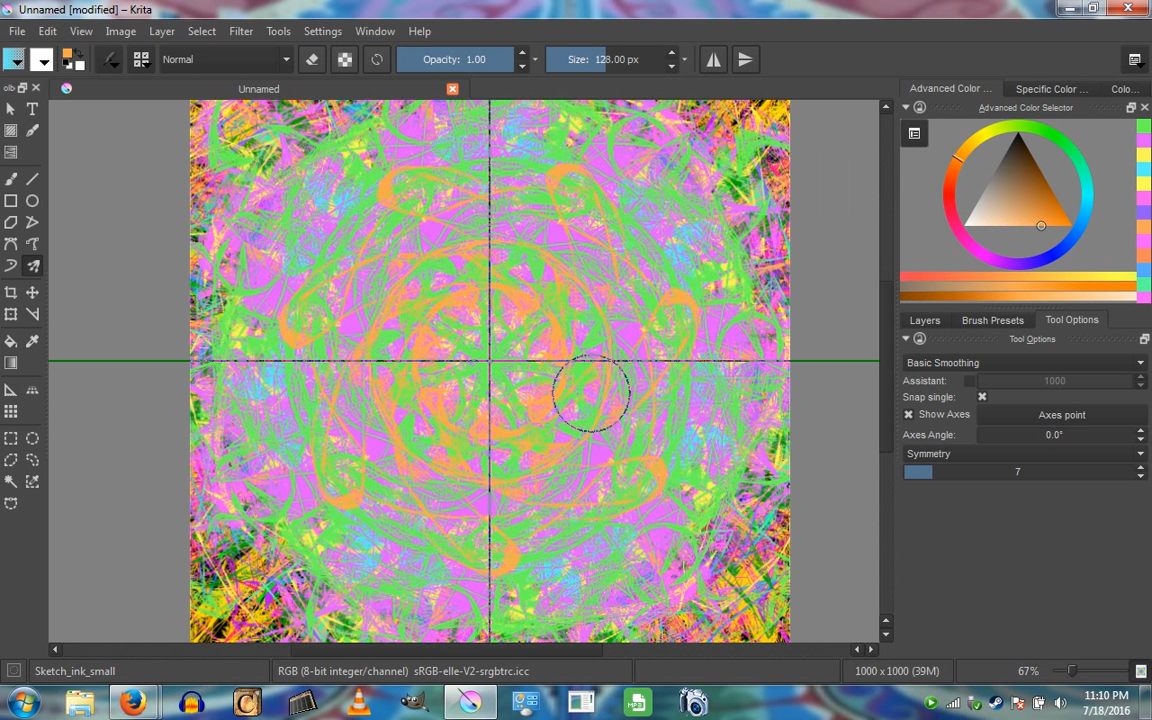 Unnamed [modified] – Krita
File Edit View Image Layer Select Filter Tools Settings Window Help
Normal Opacity: 1.00 Size: 128.00 px
Unnamed
Advanced Color ... Specific Color ... Colo...
Advanced Color Selector
Layers Brush Presets Tool Options
Tool Options
Basic Smoothing
Assistant: 1000
Snap single:
Show Axes Axes point
Axes Angle: 0.0°
Symmetry
7
Sketch_ink_small RGB (8-bit integer/channel) sRGB-elle-V2-srgbtrc.icc 1000 x 1000 (39M) 67%
MP3
11:10 PM
7/18/2016